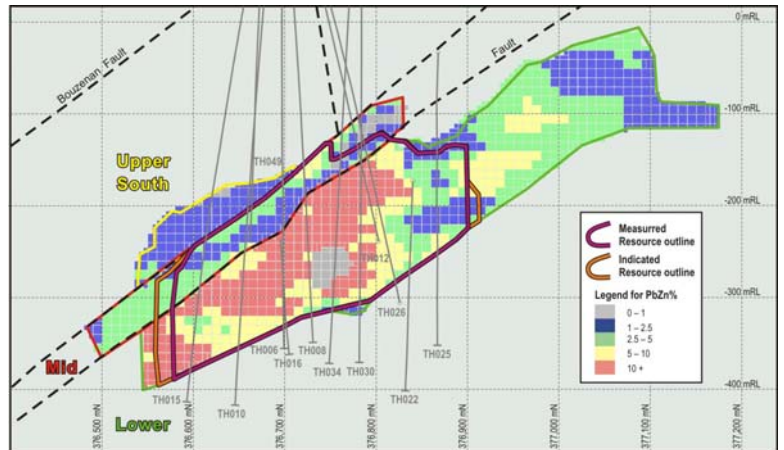 0 mRL
Bouzenan Fault
Fault
-100 mRL
Upper
South
TH049
-200 mRL
Measurred
Resource outline
Indicated
Resource outline
Legend for PbZn%
0 – 1
1 – 2.5
2.5 – 5
5 – 10
10 +
TH012
-300 mRL
TH026
TH006
TH008
TH016
TH034
TH030
TH025
Mid
TH015
TH010
TH022
-400 mRL
Lower
376,500 mN
376,600 mN
376,700 mN
376,800 mN
376,900 mN
377,000 mN
377,100 mN
377,200 mN